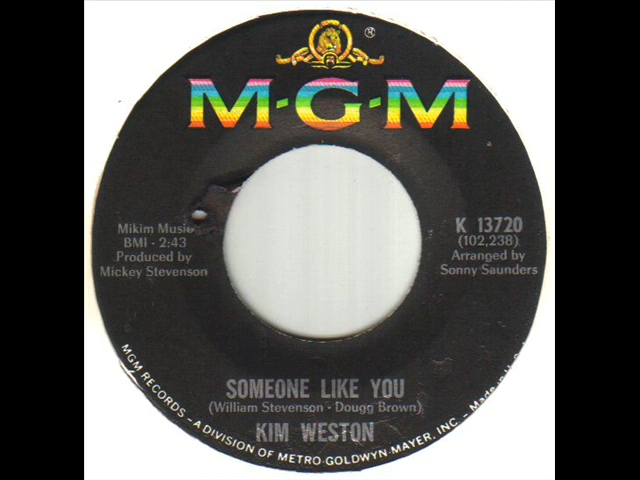 ®
M·G·M
Mikim Music
BMI - 2:43
Produced by
Mickey Stevenson
K 13720
(102,238)
Arranged by
Sonny Saunders
SOMEONE LIKE YOU
(William Stevenson - Dougg Brown)
KIM WESTON
MGM RECORDS - A DIVISION OF METRO-GOLDWYN-MAYER, INC. - Made in U.S.